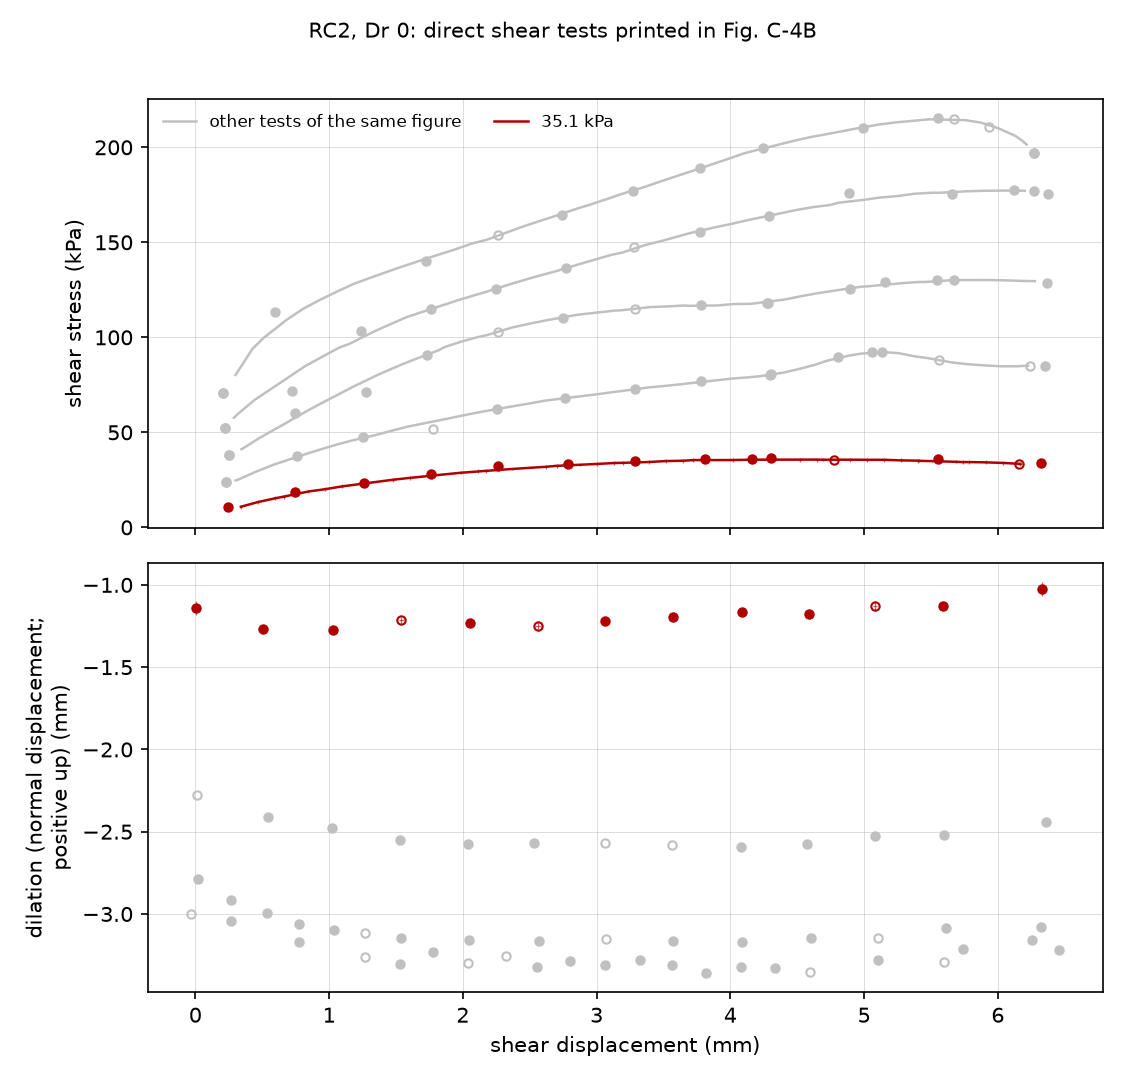 RC2, Dr 0: direct shear tests printed in Fig. C-4B
other tests of the same figure
35.1 kPa
shear stress (kPa)
200
150
100
50
0
dilation (normal displacement;
positive up) (mm)
−1.0
−1.5
−2.0
−2.5
−3.0
0 1 2 3 4 5 6
shear displacement (mm)